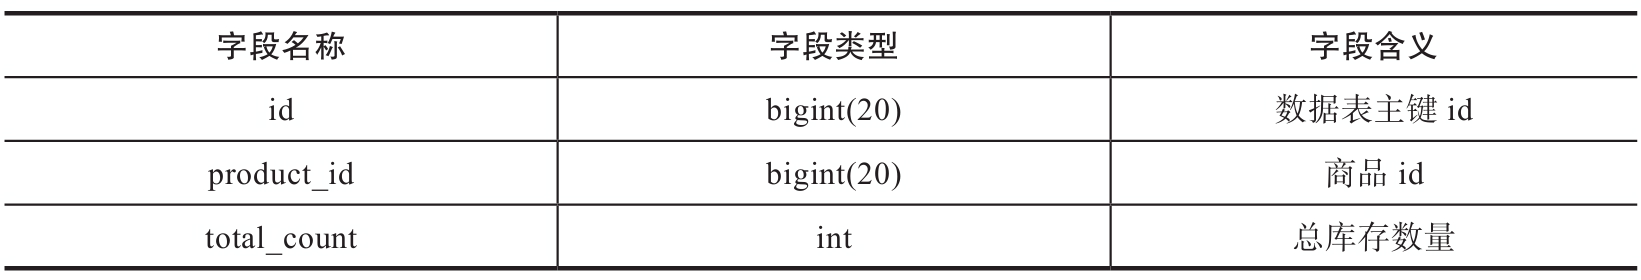 字段名称 字段类型 字段含义
id bigint(20) 数据表主键 id
product_id bigint(20) 商品 id
total_count int 总库存数量